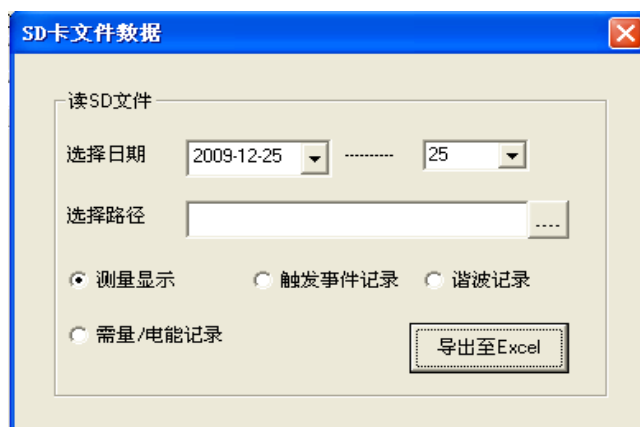 SD卡文件数据
读SD文件
选择日期 2009-12-25 ---------- 25
选择路径 ....
测量显示 触发事件记录 谐波记录
需量/电能记录 导出至Excel